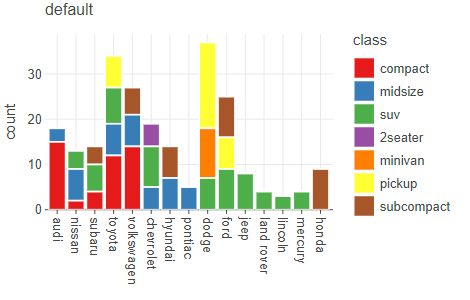 default
class
compact
midsize
suv
2seater
minivan
pickup
subcompact
count
30
20
10
0
audi
nissan
subaru
toyota
volkswagen
chevrolet
hyundai
pontiac
dodge
ford
jeep
land rover
lincoln
mercury
honda